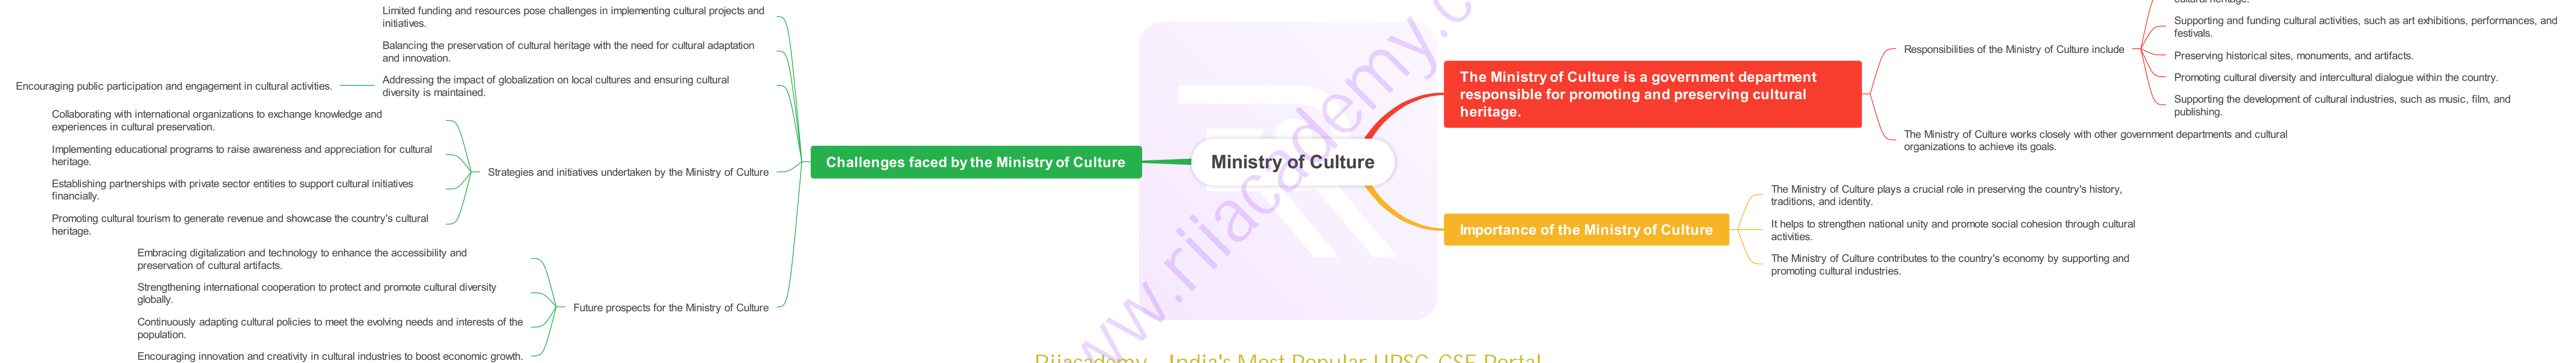 Limited funding and resources pose challenges in implementing cultural projects and
initiatives.
Balancing the preservation of cultural heritage with the need for cultural adaptation
and innovation.
Addressing the impact of globalization on local cultures and ensuring cultural
diversity is maintained.
Encouraging public participation and engagement in cultural activities.
Collaborating with international organizations to exchange knowledge and
experiences in cultural preservation.
Implementing educational programs to raise awareness and appreciation for cultural
heritage.
Establishing partnerships with private sector entities to support cultural initiatives
financially.
Promoting cultural tourism to generate revenue and showcase the country's cultural
heritage.
Strategies and initiatives undertaken by the Ministry of Culture
Embracing digitalization and technology to enhance the accessibility and
preservation of cultural artifacts.
Strengthening international cooperation to protect and promote cultural diversity
globally.
Continuously adapting cultural policies to meet the evolving needs and interests of the
population.
Encouraging innovation and creativity in cultural industries to boost economic growth.
Future prospects for the Ministry of Culture
Challenges faced by the Ministry of Culture
Ministry of Culture
www.rijacademy.c
The Ministry of Culture is a government department
responsible for promoting and preserving cultural
heritage.
Responsibilities of the Ministry of Culture include
cultural heritage.
Supporting and funding cultural activities, such as art exhibitions, performances, and
festivals.
Preserving historical sites, monuments, and artifacts.
Promoting cultural diversity and intercultural dialogue within the country.
Supporting the development of cultural industries, such as music, film, and
publishing.
The Ministry of Culture works closely with other government departments and cultural
organizations to achieve its goals.
Importance of the Ministry of Culture
The Ministry of Culture plays a crucial role in preserving the country's history,
traditions, and identity.
It helps to strengthen national unity and promote social cohesion through cultural
activities.
The Ministry of Culture contributes to the country's economy by supporting and
promoting cultural industries.
Rijacademy - India's Most Popular UPSC-CSE Portal